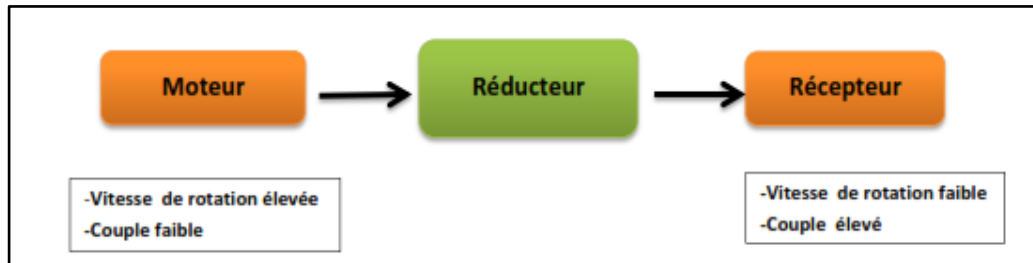 Moteur
Réducteur
Récepteur
-Vitesse de rotation élevée
-Couple faible
-Vitesse de rotation faible
-Couple élevé